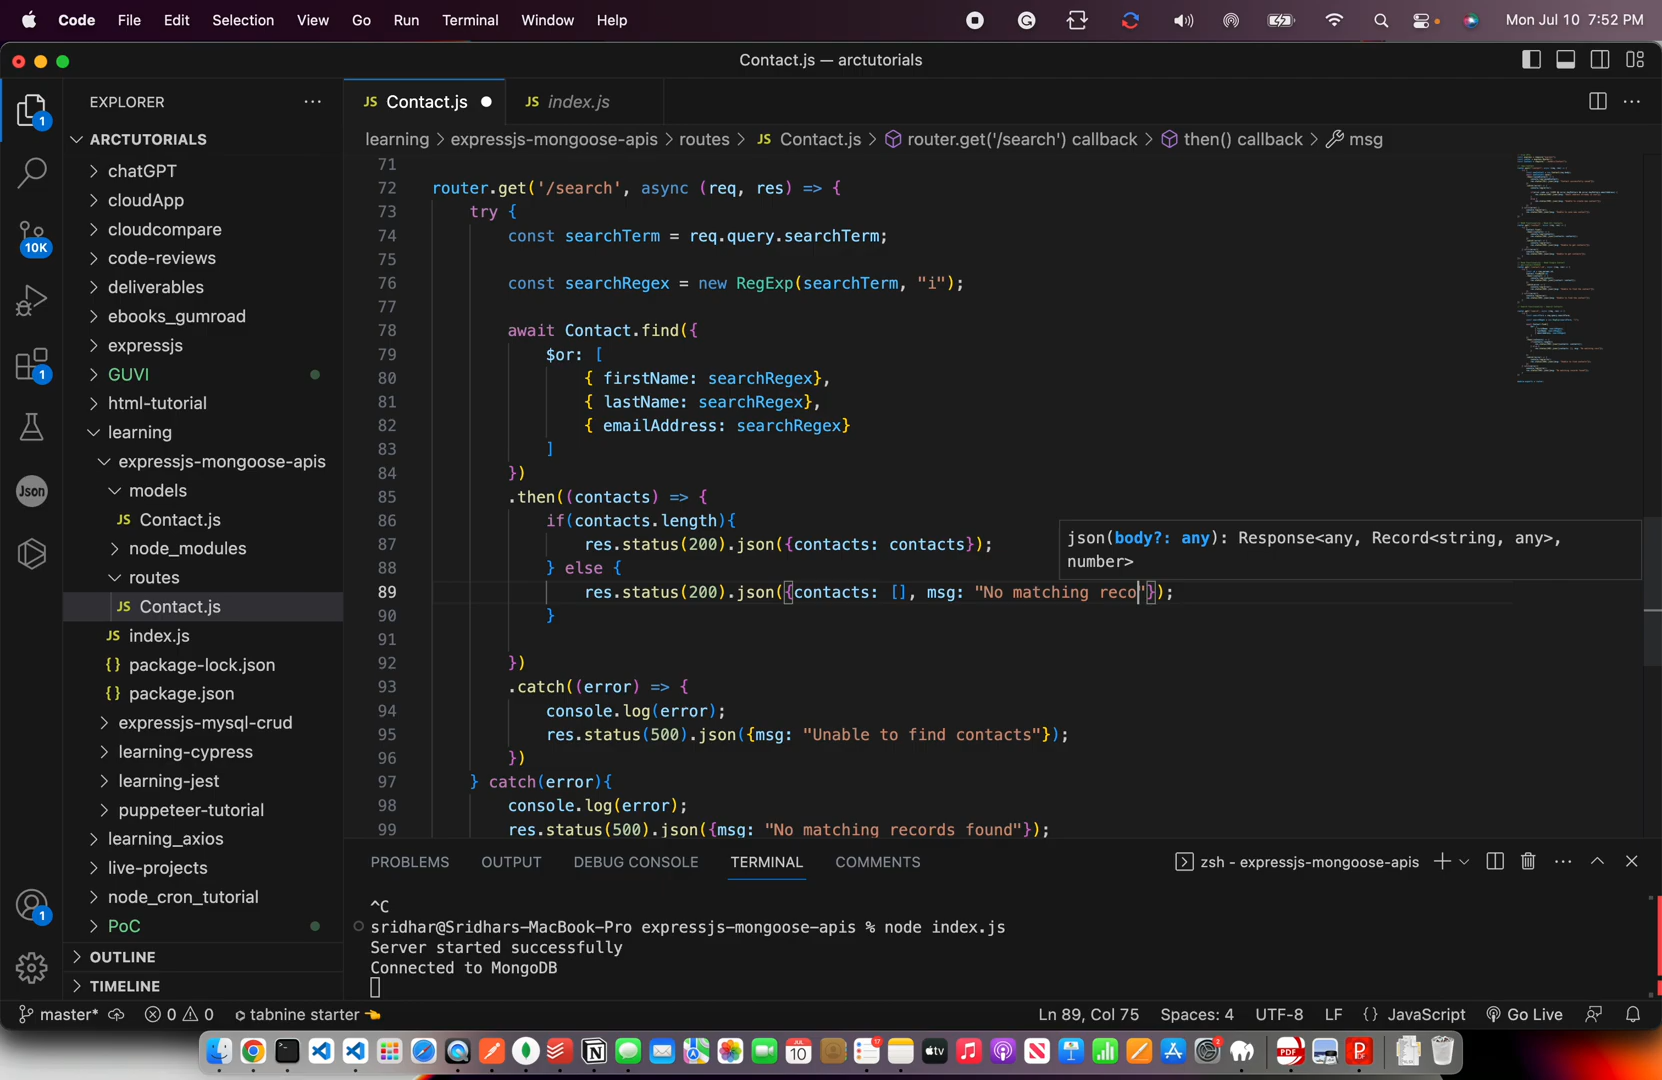 Code File Edit Selection View Go Run Terminal Window Help Mon Jul 10 7:52 PM
Contact.js — arctutorials
EXPLORER
ARCTUTORIALS
chatGPT
cloudApp
cloudcompare
code-reviews
deliverables
ebooks_gumroad
expressjs
GUVI
html-tutorial
learning
expressjs-mongoose-apis
models
JS Contact.js
node_modules
routes
JS Contact.js
JS index.js
{} package-lock.json
{} package.json
expressjs-mysql-crud
learning-cypress
learning-jest
puppeteer-tutorial
learning_axios
live-projects
node_cron_tutorial
PoC
OUTLINE
TIMELINE
1
10K
1
Json
1
JS Contact.js JS index.js
learning > expressjs-mongoose-apis > routes > JS Contact.js > router.get('/search') callback > then() callback > msg
71
72 router.get('/search', async (req, res) => {
73 try {
74 const searchTerm = req.query.searchTerm;
75
76 const searchRegex = new RegExp(searchTerm, "i");
77
78 await Contact.find({
79 $or: [
80 { firstName: searchRegex},
81 { lastName: searchRegex},
82 { emailAddress: searchRegex}
83 ]
84 })
85 .then((contacts) => {
86 if(contacts.length){
87 res.status(200).json({contacts: contacts});
88 } else {
89 res.status(200).json({contacts: [], msg: "No matching reco"});
90 }
91
92 })
93 .catch((error) => {
94 console.log(error);
95 res.status(500).json({msg: "Unable to find contacts"});
96 })
97 } catch(error){
98 console.log(error);
99 res.status(500).json({msg: "No matching records found"});
json(body?: any): Response<any, Record<string, any>,
number>
PROBLEMS OUTPUT DEBUG CONSOLE TERMINAL COMMENTS zsh - expressjs-mongoose-apis
^C
sridhar@Sridhars-MacBook-Pro expressjs-mongoose-apis % node index.js
Server started successfully
Connected to MongoDB
master* 0 0 tabnine starter Ln 89, Col 75 Spaces: 4 UTF-8 LF {} JavaScript Go Live